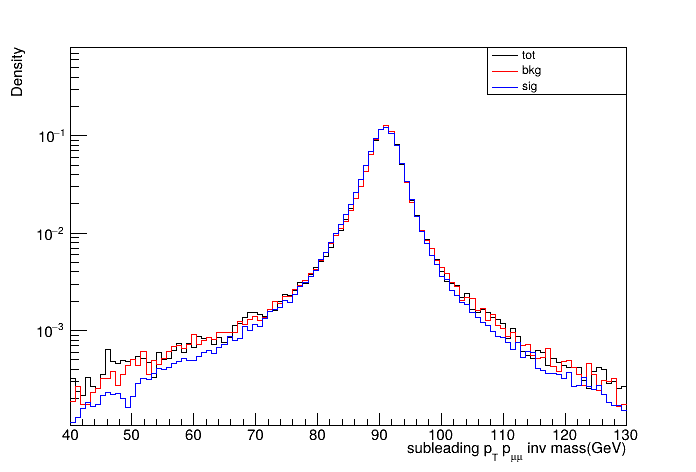 Density
tot
bkg
sig
10⁻¹
10⁻²
10⁻³
40 50 60 70 80 90 100 110 120 130
subleading p_T p_μμ inv mass(GeV)